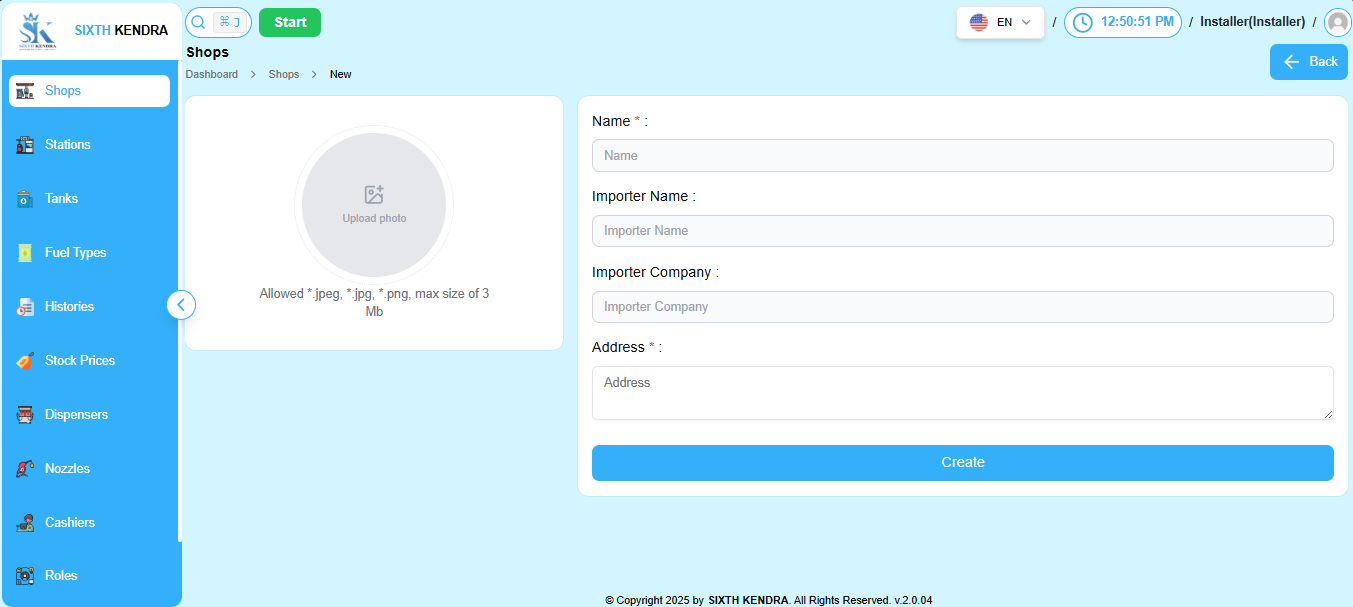 SIXTH KENDRA
SIXTH KENDRA
⌘ J
Start
EN
/
12:50:51 PM
/ Installer(Installer) /
Shops
Dashboard > Shops > New
Back
Shops
Stations
Tanks
Fuel Types
Histories
Stock Prices
Dispensers
Nozzles
Cashiers
Roles
Upload photo
Allowed *.jpeg, *.jpg, *.png, max size of 3
Mb
Name * :
Name
Importer Name :
Importer Name
Importer Company :
Importer Company
Address * :
Address
Create
© Copyright 2025 by SIXTH KENDRA. All Rights Reserved. v.2.0.04